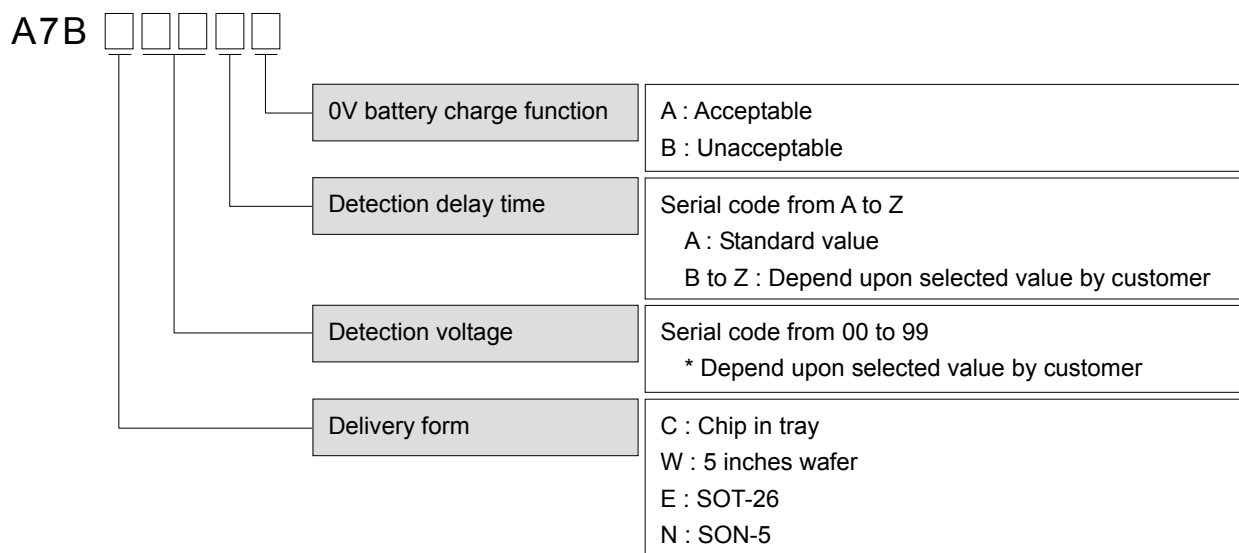 A7B
0V battery charge function
A : Acceptable
B : Unacceptable
Detection delay time
Serial code from A to Z
A : Standard value
B to Z : Depend upon selected value by customer
Detection voltage
Serial code from 00 to 99
* Depend upon selected value by customer
Delivery form
C : Chip in tray
W : 5 inches wafer
E : SOT-26
N : SON-5